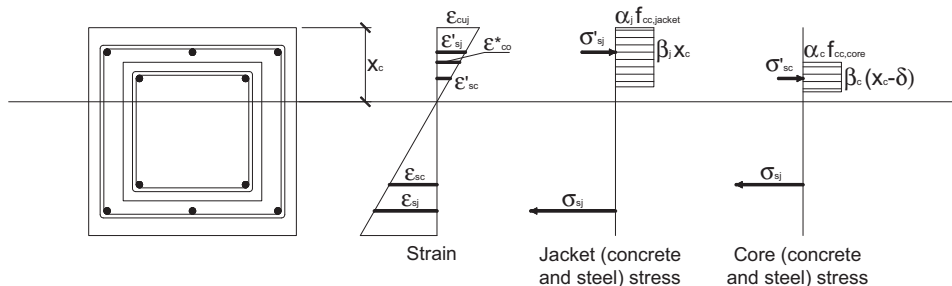 x_c
ε_cuj
ε'_sj
ε*_co
ε'_sc
ε_sc
ε_sj
Strain
α_j f_cc,jacket
σ'_sj
β_j x_c
σ_sj
Jacket (concrete
and steel) stress
α_c f_cc,core
σ'_sc
β_c (x_c-δ)
σ_sj
Core (concrete
and steel) stress